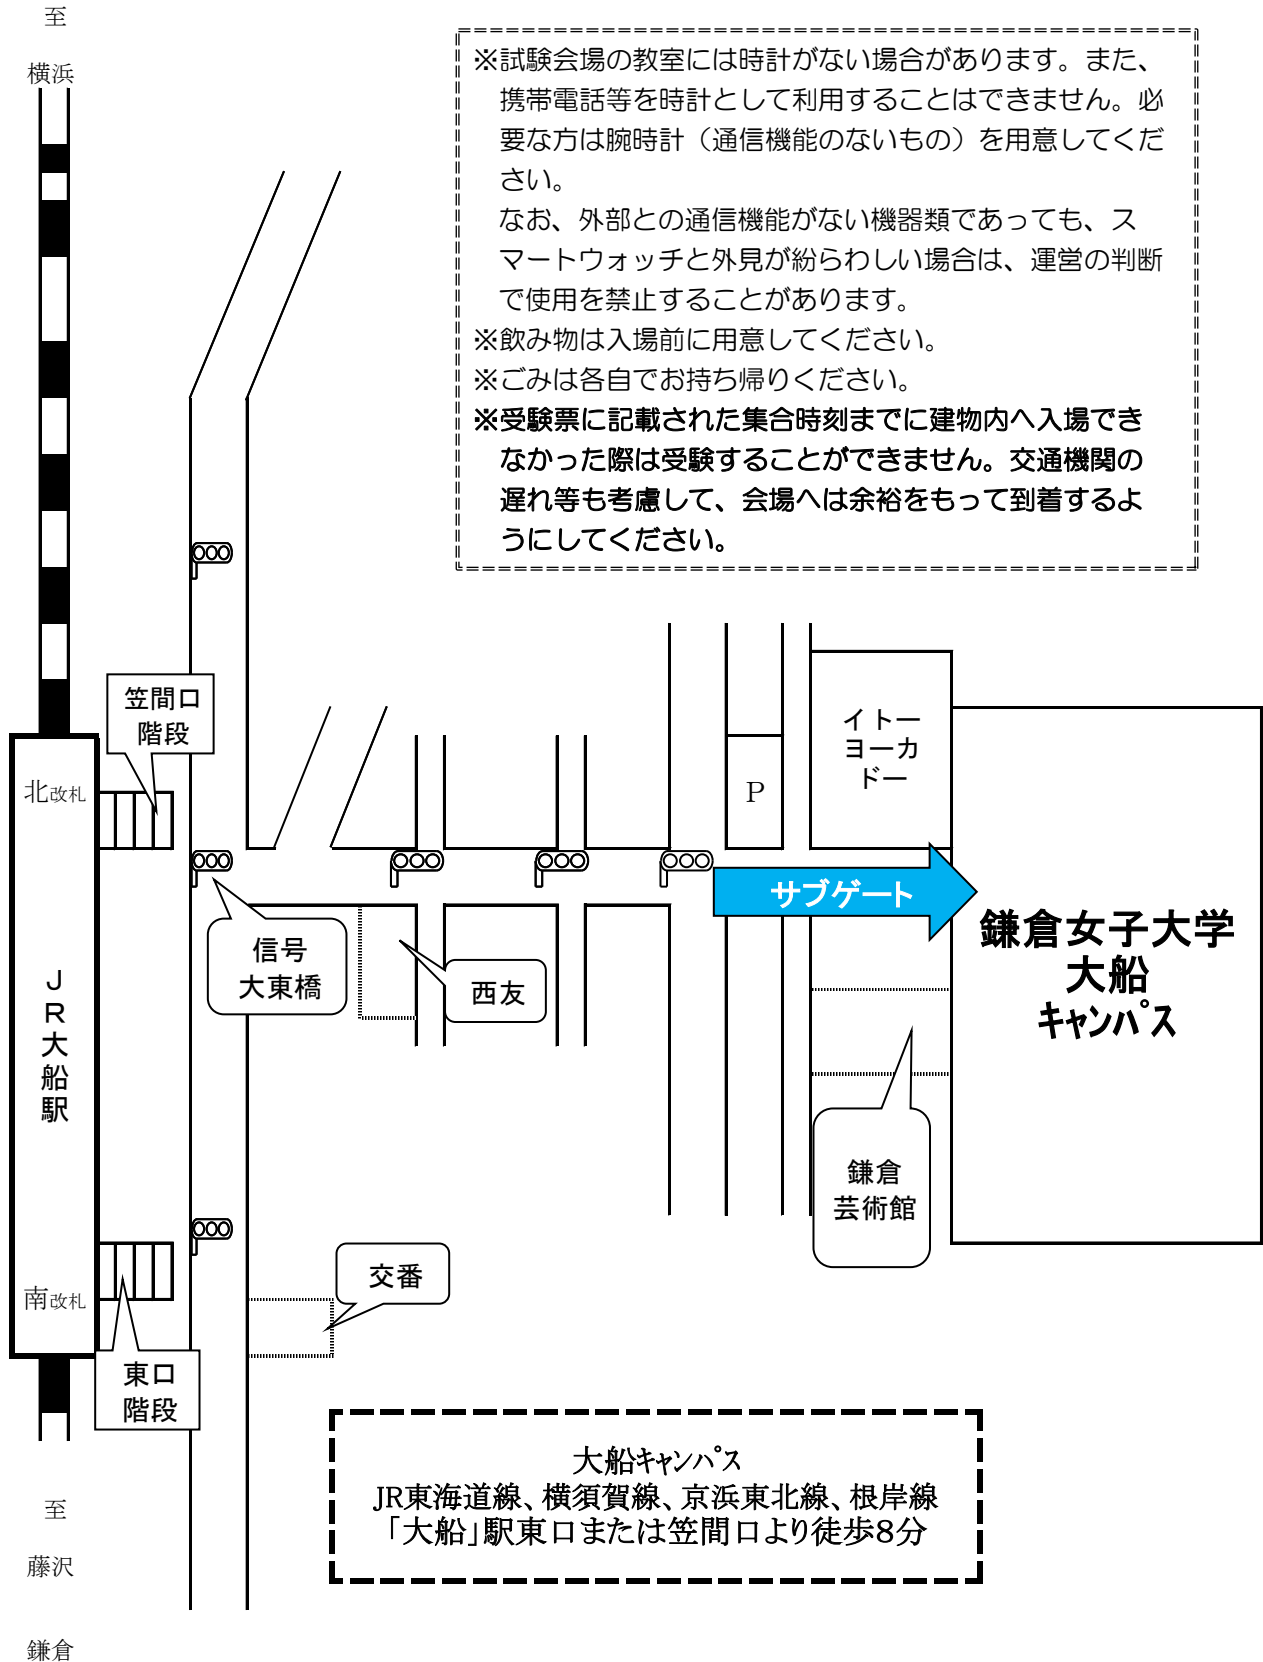 至
横浜
※試験会場の教室には時計がない場合があります。また、
携帯電話等を時計として利用することはできません。必
要な方は腕時計（通信機能のないもの）を用意してくだ
さい。
なお、外部との通信機能がない機器類であっても、ス
マートウォッチと外見が紛らわしい場合は、運営の判断
で使用を禁止することがあります。
※飲み物は入場前に用意してください。
※ごみは各自でお持ち帰りください。
※受験票に記載された集合時刻までに建物内へ入場でき
なかった際は受験することができません。交通機関の
遅れ等も考慮して、会場へは余裕をもって到着するよ
うにしてください。
笠間口
階段
北改札
イトー
ヨーカ
ドー
P
サブゲート
鎌倉女子大学
大船
キャンパス
信号
大東橋
西友
JR大船駅
鎌倉
芸術館
交番
南改札
東口
階段
大船キャンパス
JR東海道線、横須賀線、京浜東北線、根岸線
「大船」駅東口または笠間口より徒歩8分
至
藤沢
鎌倉